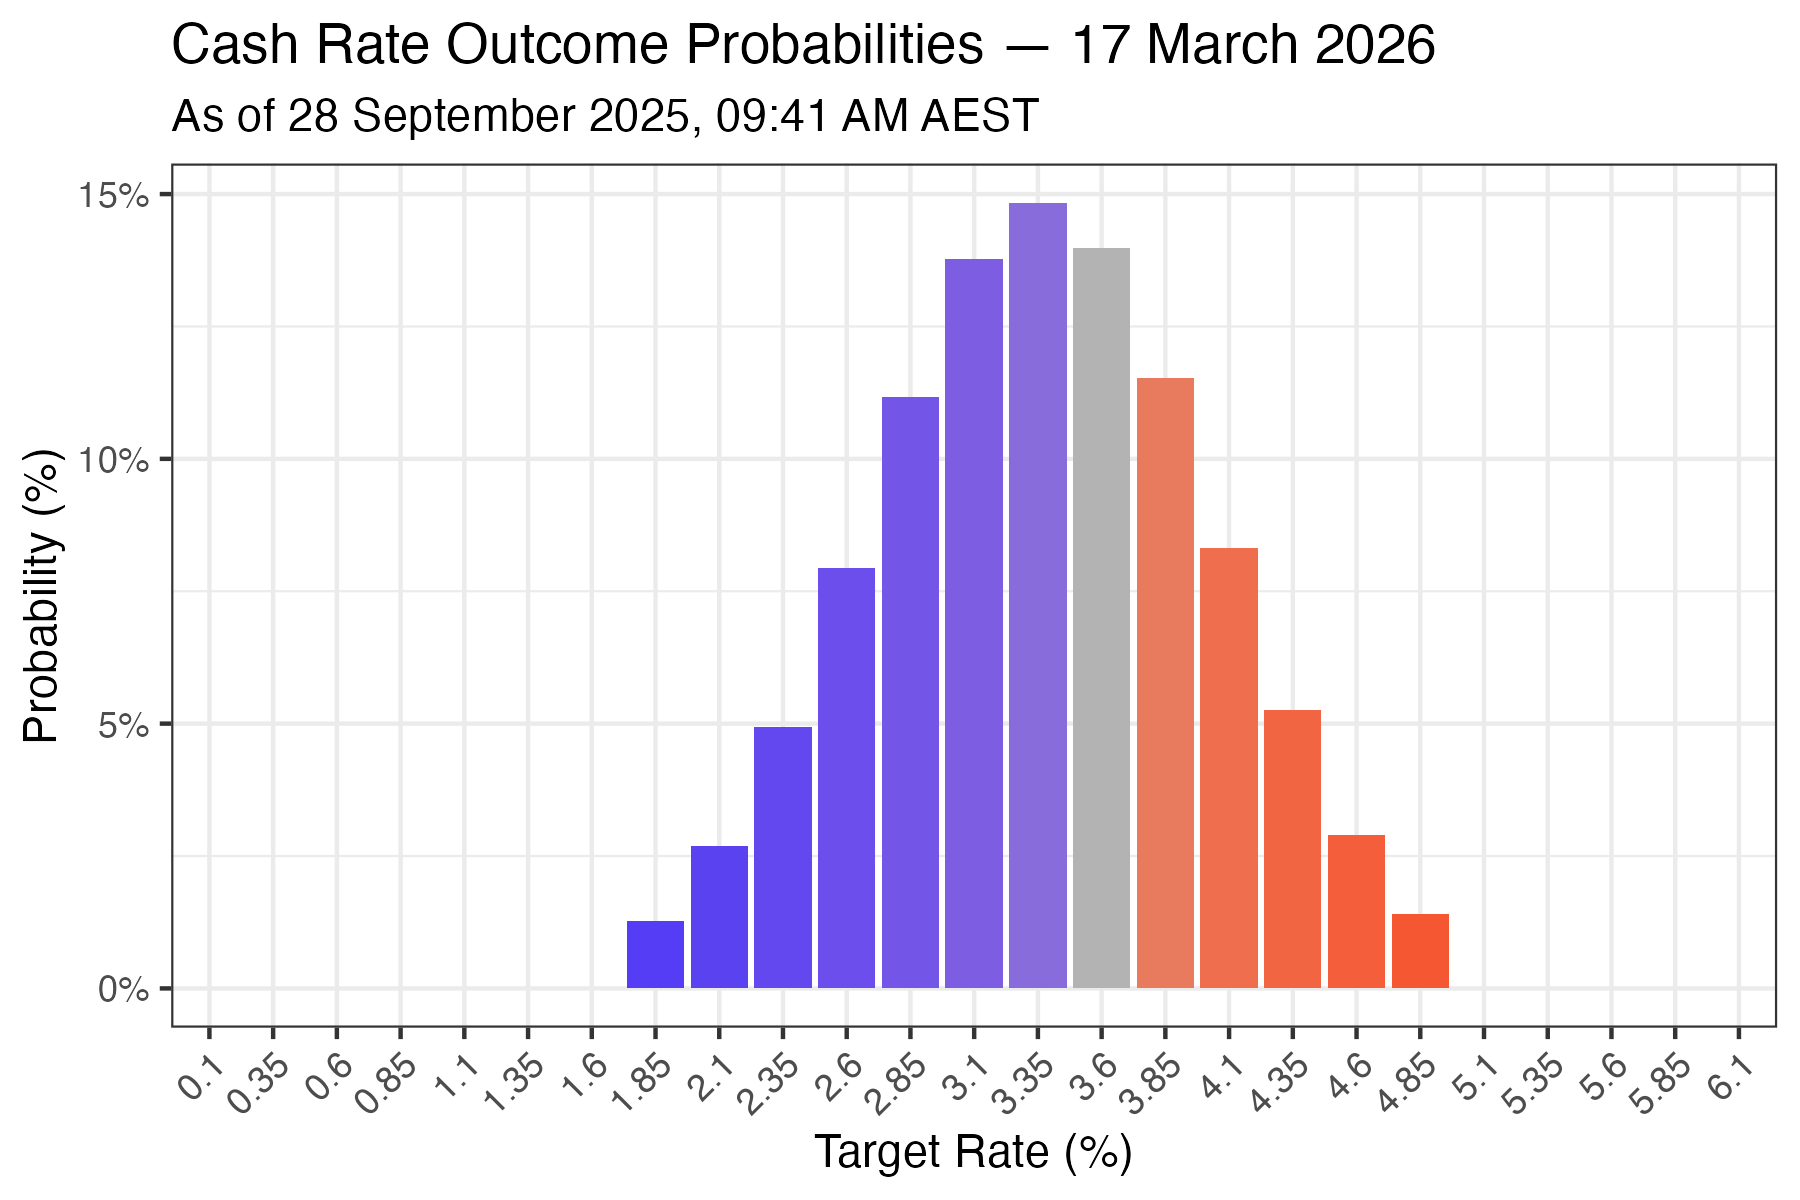 Cash Rate Outcome Probabilities — 17 March 2026
As of 28 September 2025, 09:41 AM AEST
Probability (%)
15%
10%
5%
0%
0.1 0.35 0.6 0.85 1.1 1.35 1.6 1.85 2.1 2.35 2.6 2.85 3.1 3.35 3.6 3.85 4.1 4.35 4.6 4.85 5.1 5.35 5.6 5.85 6.1
Target Rate (%)